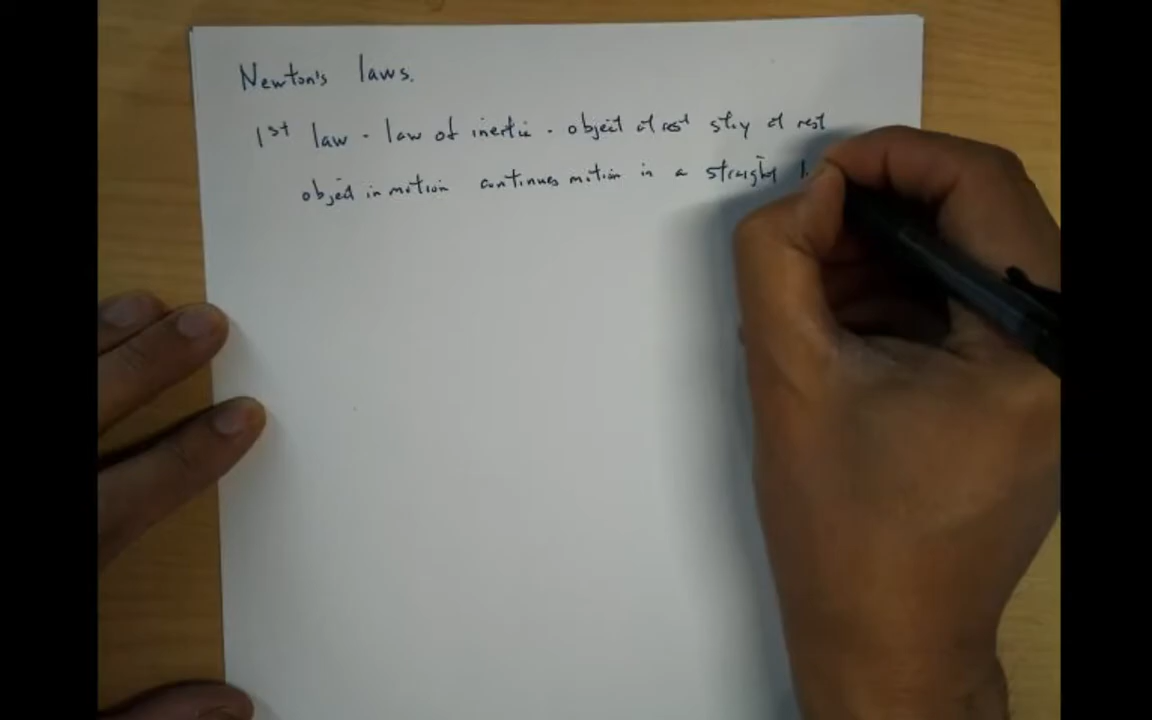 Newton's laws.
1st law - law of inertia - object at rest stay at rest
object in motion continues motion in a straight